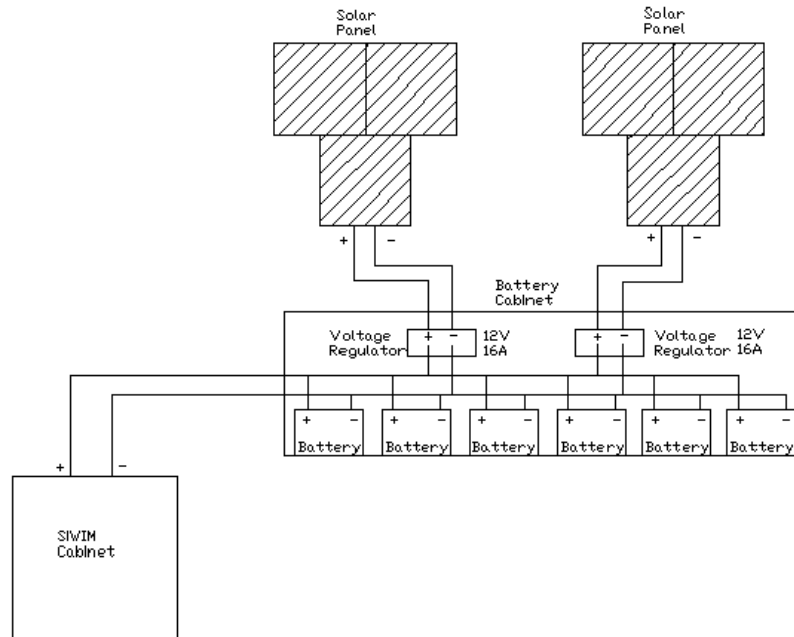 Solar
Panel
Solar
Panel
+ -
+ -
Battery
Cabinet
Voltage
Regulator
+ -
12V
16A
+ -
Voltage
Regulator
12V
16A
+ - + - + - + - + - + -
Battery Battery Battery Battery Battery Battery
+ -
SIWIM
Cabinet